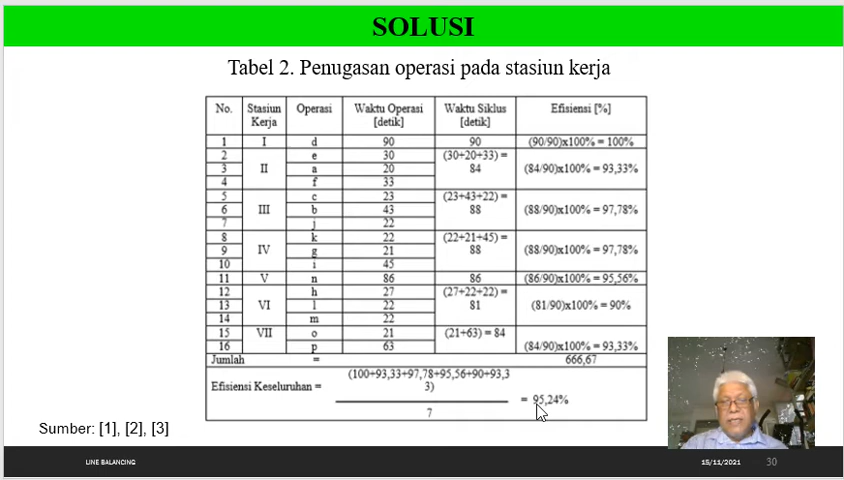 SOLUSI
Tabel 2. Penugasan operasi pada stasiun kerja
No. Stasiun Kerja Operasi Waktu Operasi [detik] Waktu Siklus [detik] Efisiensi [%]
1 I d 90 90 (90/90)x100% = 100%
2 e 30 (30+20+33) =
3 II a 20 84 (84/90)x100% = 93,33%
4 f 33
5 c 23 (23+43+22) =
6 III b 43 88 (88/90)x100% = 97,78%
7 j 22
8 k 22 (22+21+45) =
9 IV g 21 88 (88/90)x100% = 97,78%
10 i 45
11 V n 86 86 (86/90)x100% = 95,56%
12 h 27 (27+22+22) =
13 VI l 22 81 (81/90)x100% = 90%
14 m 22
15 VII o 21 (21+63) = 84
16 p 63 (84/90)x100% = 93,33%
Jumlah = 666,67
(100+93,33+97,78+95,56+90+93,3
Efisiensi Keseluruhan = 3)
= 95,24%
7
Sumber: [1], [2], [3]
LINE BALANCING 15/11/2021 30